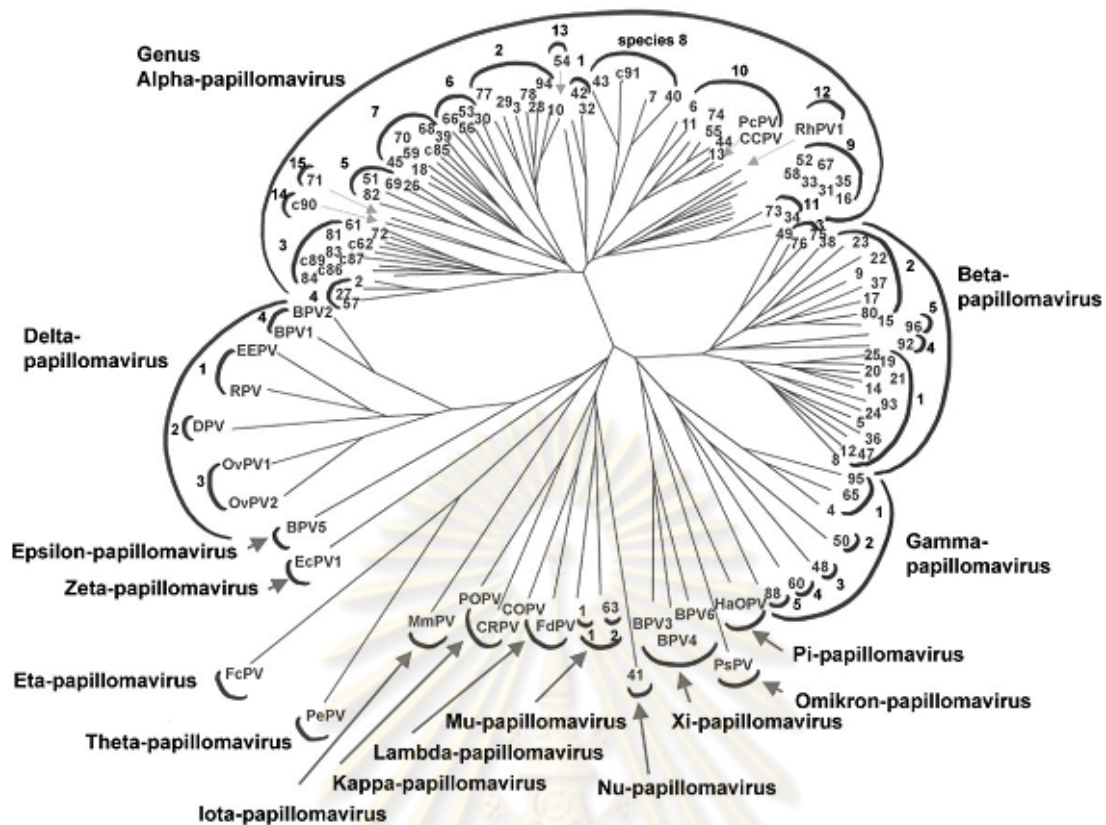 Genus
Alpha-papillomavirus
13
2
54
1
species 8
6
94
42
43
c91
10
7
77
78
32
7
40
12
29
3
28
10
6
74
PcPV
53
30
11
55
CCPV
RhPV1
68
66
56
44
9
70
39
13
52
67
59
c85
58
33
35
15
5
45
18
31
16
71
51
69
26
11
14
82
73
34
c90
3
61
72
49
75
3
81
c62
76
38
23
83
c87
22
2
c89
c86
9
37
84
2
17
4
27
57
80
15
5
96
92
4
Beta-
papillomavirus
Delta-
papillomavirus
4
BPV2
BPV1
1
EEPV
RPV
2
DPV
3
OvPV1
OvPV2
25
19
20
21
14
1
93
24
5
36
12
47
8
95
65
1
4
50
2
48
3
60
4
88
5
Gamma-
papillomavirus
BPV5
Epsilon-papillomavirus
EcPV1
Zeta-papillomavirus
POPV
COPV
1
63
HaOPV
MmPV
CRPV
FdPV
1
2
BPV3
BPV6
BPV4
Pi-papillomavirus
FcPV
Eta-papillomavirus
41
PsPV
Omikron-papillomavirus
PePV
Theta-papillomavirus
Mu-papillomavirus
Xi-papillomavirus
Lambda-papillomavirus
Kappa-papillomavirus
Nu-papillomavirus
Iota-papillomavirus